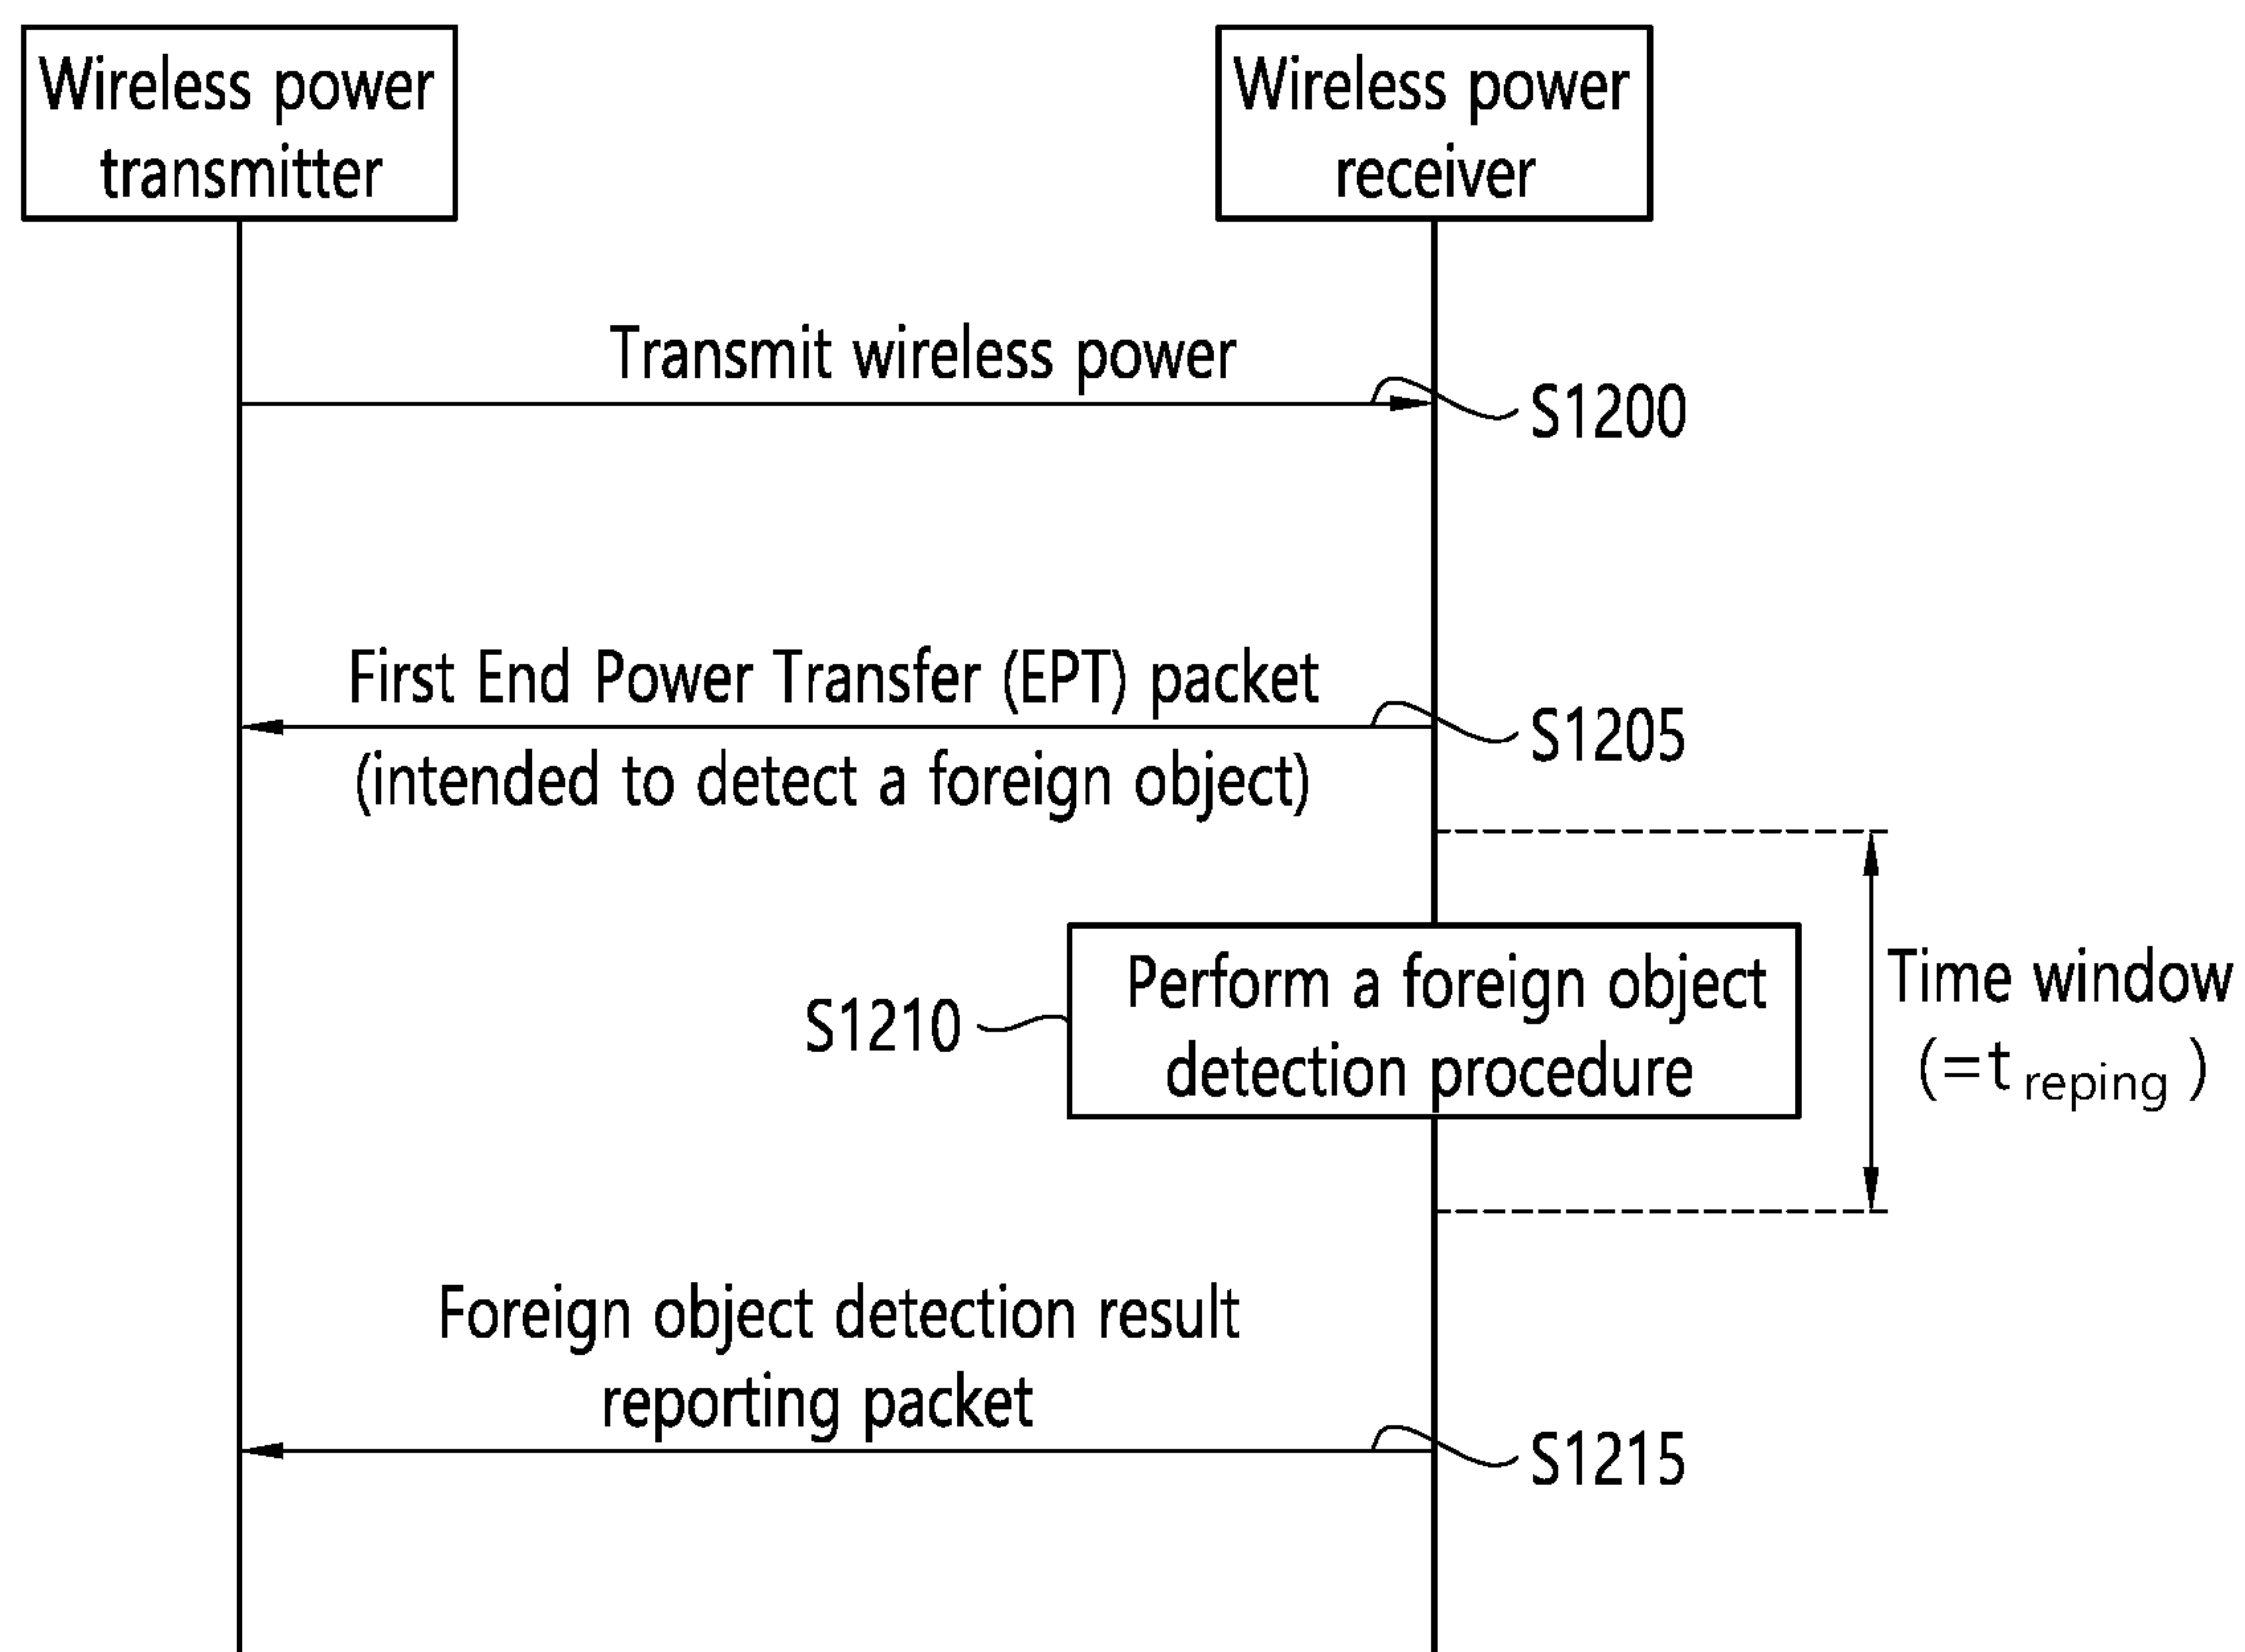 Wireless power
transmitter
Wireless power
receiver
Transmit wireless power
S1200
First End Power Transfer (EPT) packet
S1205
(intended to detect a foreign object)
Perform a foreign object
detection procedure
S1210
Time window
(=t reping )
Foreign object detection result
reporting packet
S1215